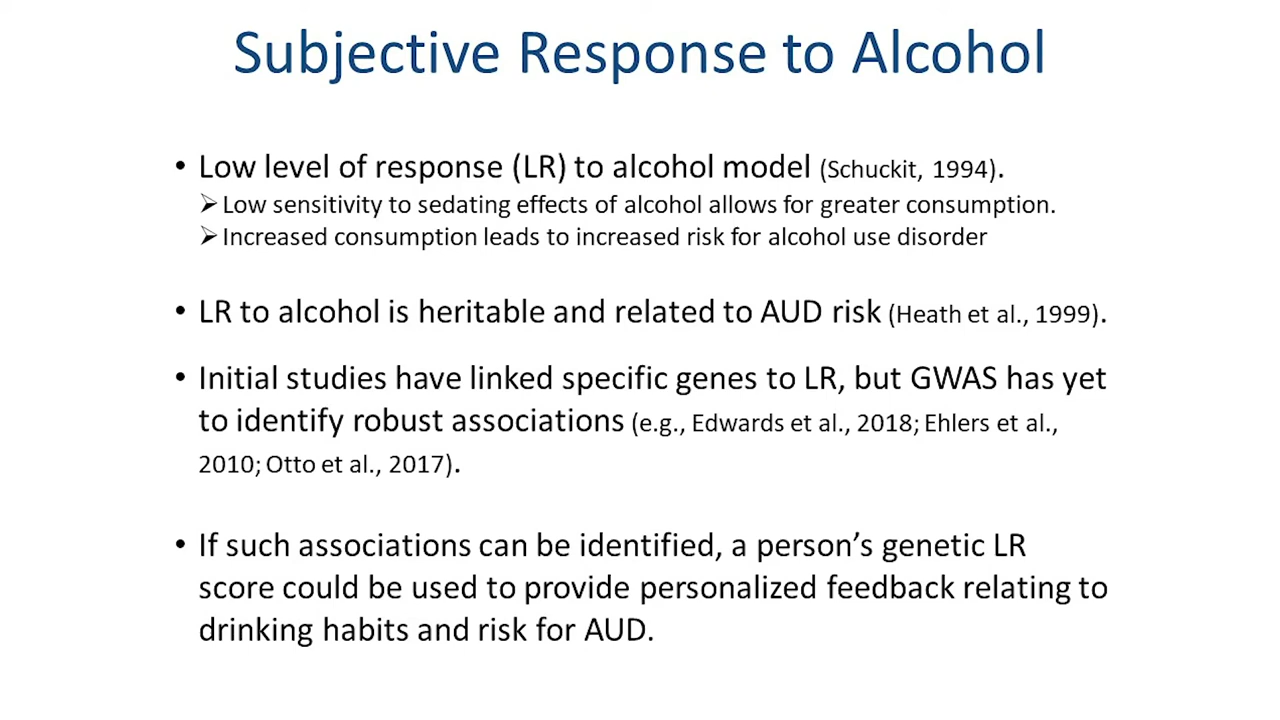 Subjective Response to Alcohol
• Low level of response (LR) to alcohol model (Schuckit, 1994).
➢ Low sensitivity to sedating effects of alcohol allows for greater consumption.
➢ Increased consumption leads to increased risk for alcohol use disorder
• LR to alcohol is heritable and related to AUD risk (Heath et al., 1999).
• Initial studies have linked specific genes to LR, but GWAS has yet
to identify robust associations (e.g., Edwards et al., 2018; Ehlers et al.,
2010; Otto et al., 2017).
• If such associations can be identified, a person’s genetic LR
score could be used to provide personalized feedback relating to
drinking habits and risk for AUD.